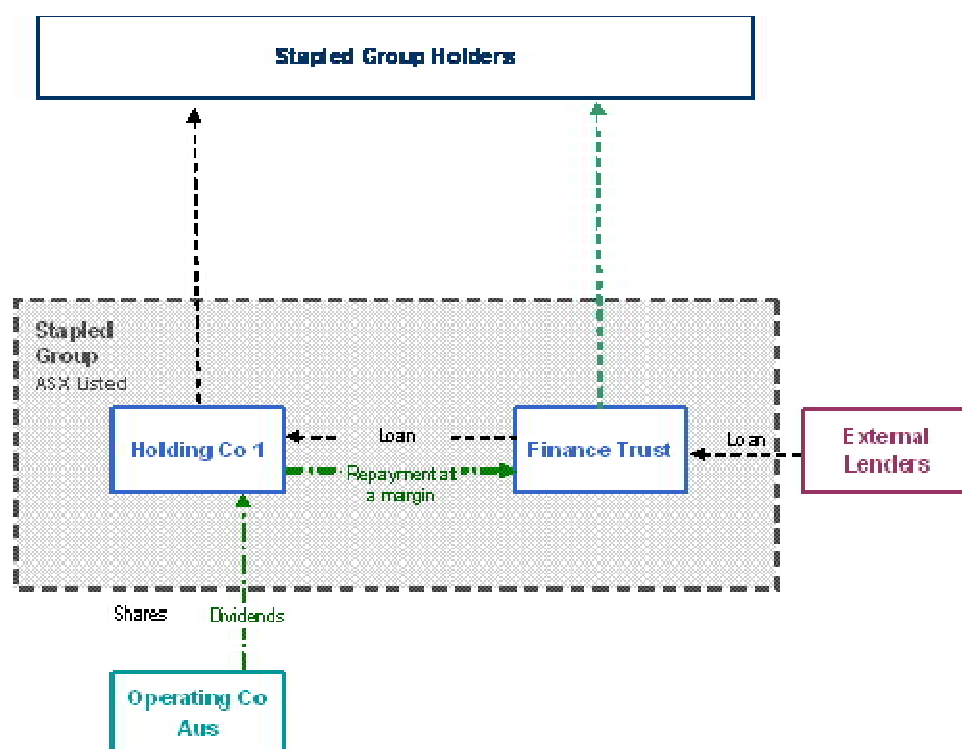 Stapled Group Holders
Stapled
Group
ASX Listed
Holding Co 1
Loan
Repayment at
a margin
Finance Trust
Loan
External
Lenders
Shares
Dividends
Operating Co
Aus